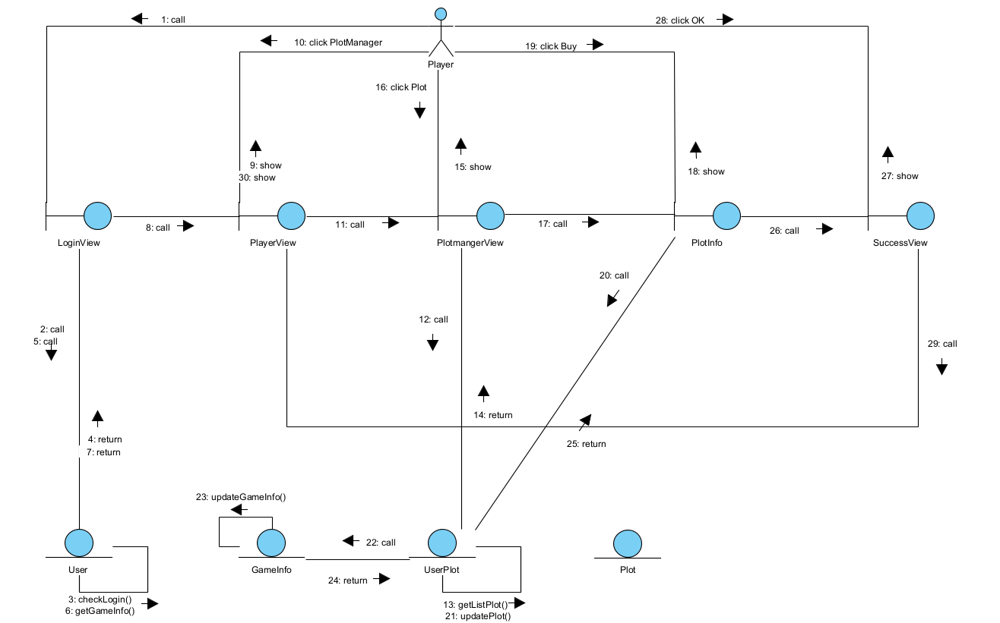 1: call
28: click OK
10: click PlotManager
19: click Buy
Player
16: click Plot
9: show
30: show
15: show
18: show
27: show
8: call
11: call
17: call
26: call
LoginView
PlayerView
PlotmangerView
PlotInfo
SuccessView
20: call
12: call
2: call
5: call
29: call
14: return
4: return
7: return
25: return
23: updateGameInfo()
22: call
24: return
User
GameInfo
UserPlot
Plot
3: checkLogin()
6: getGameInfo()
13: getListPlot()
21: updatePlot()